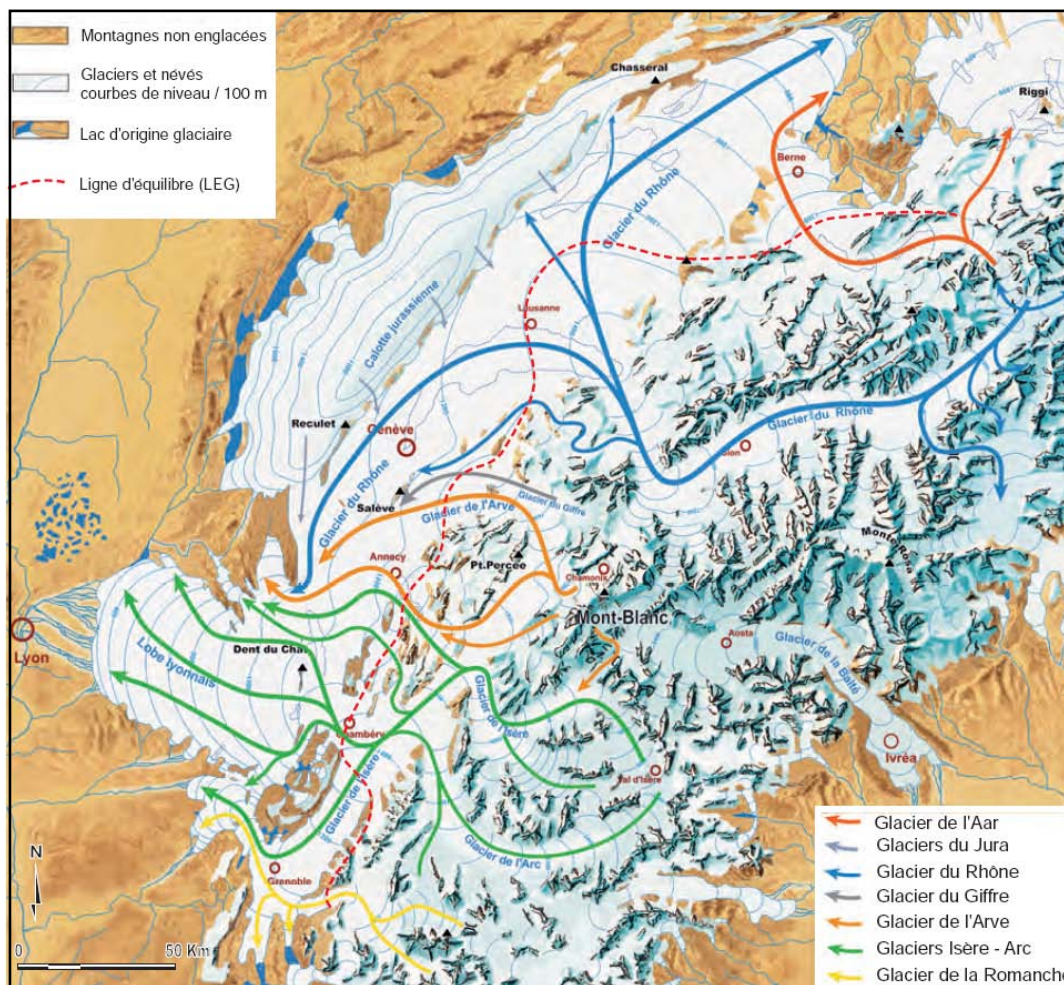 Montagnes non englacées
Glaciers et névés
courbes de niveau / 100 m
Lac d'origine glaciaire
Ligne d'équilibre (LEG)
Chasseral
Riggi
Berne
Glacier du Rhône
Lausanne
Calotte jurassienne
Reculet
Genève
Glacier du Rhône
Sion
Salève
Glacier du Giffre
Glacier de l'Arve
Glacier du Rhône
Annecy
Pt.Percée
Chamonix
Mont-Blanc
Aosta
Glacier de la Balté
Lyon
Lobe lyonnais
Dent du Chat
Chambéry
Glacier de l'Isère
Val d'Isère
Ivréa
Glacier de l'Isère
Glacier de l'Arc
Grenoble
N
0
50 Km
Glacier de l'Aar
Glaciers du Jura
Glacier du Rhône
Glacier du Giffre
Glacier de l'Arve
Glaciers Isère - Arc
Glacier de la Romanche